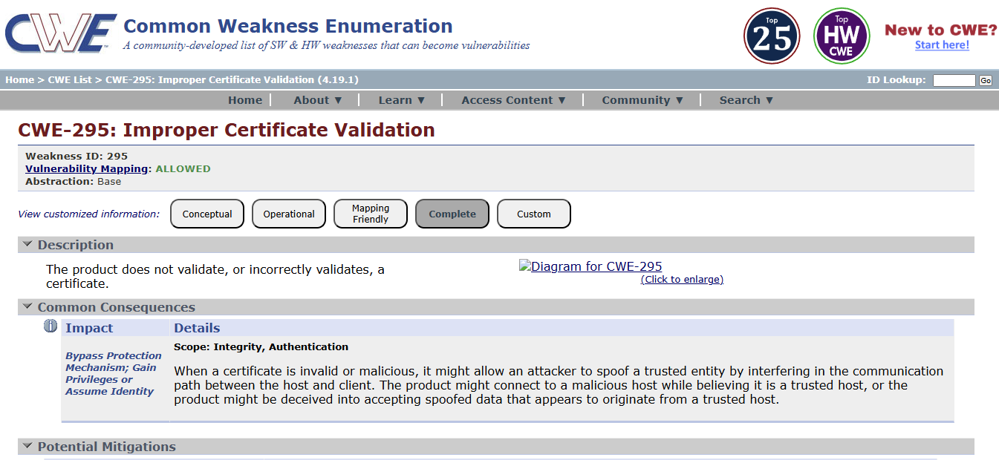 CWE
Common Weakness Enumeration
A community-developed list of SW & HW weaknesses that can become vulnerabilities
Top
25
Top
HW
CWE
New to CWE?
Start here!
Home > CWE List > CWE-295: Improper Certificate Validation (4.19.1)
ID Lookup:
Go
Home
About ▼
Learn ▼
Access Content ▼
Community ▼
Search ▼
CWE-295: Improper Certificate Validation
Weakness ID: 295
Vulnerability Mapping: ALLOWED
Abstraction: Base
View customized information:
Conceptual
Operational
Mapping
Friendly
Complete
Custom
Description
The product does not validate, or incorrectly validates, a
certificate.
Diagram for CWE-295
(Click to enlarge)
Common Consequences
Impact
Details
Bypass Protection
Mechanism; Gain
Privileges or
Assume Identity
Scope: Integrity, Authentication
When a certificate is invalid or malicious, it might allow an attacker to spoof a trusted entity by interfering in the communication
path between the host and client. The product might connect to a malicious host while believing it is a trusted host, or the
product might be deceived into accepting spoofed data that appears to originate from a trusted host.
Potential Mitigations